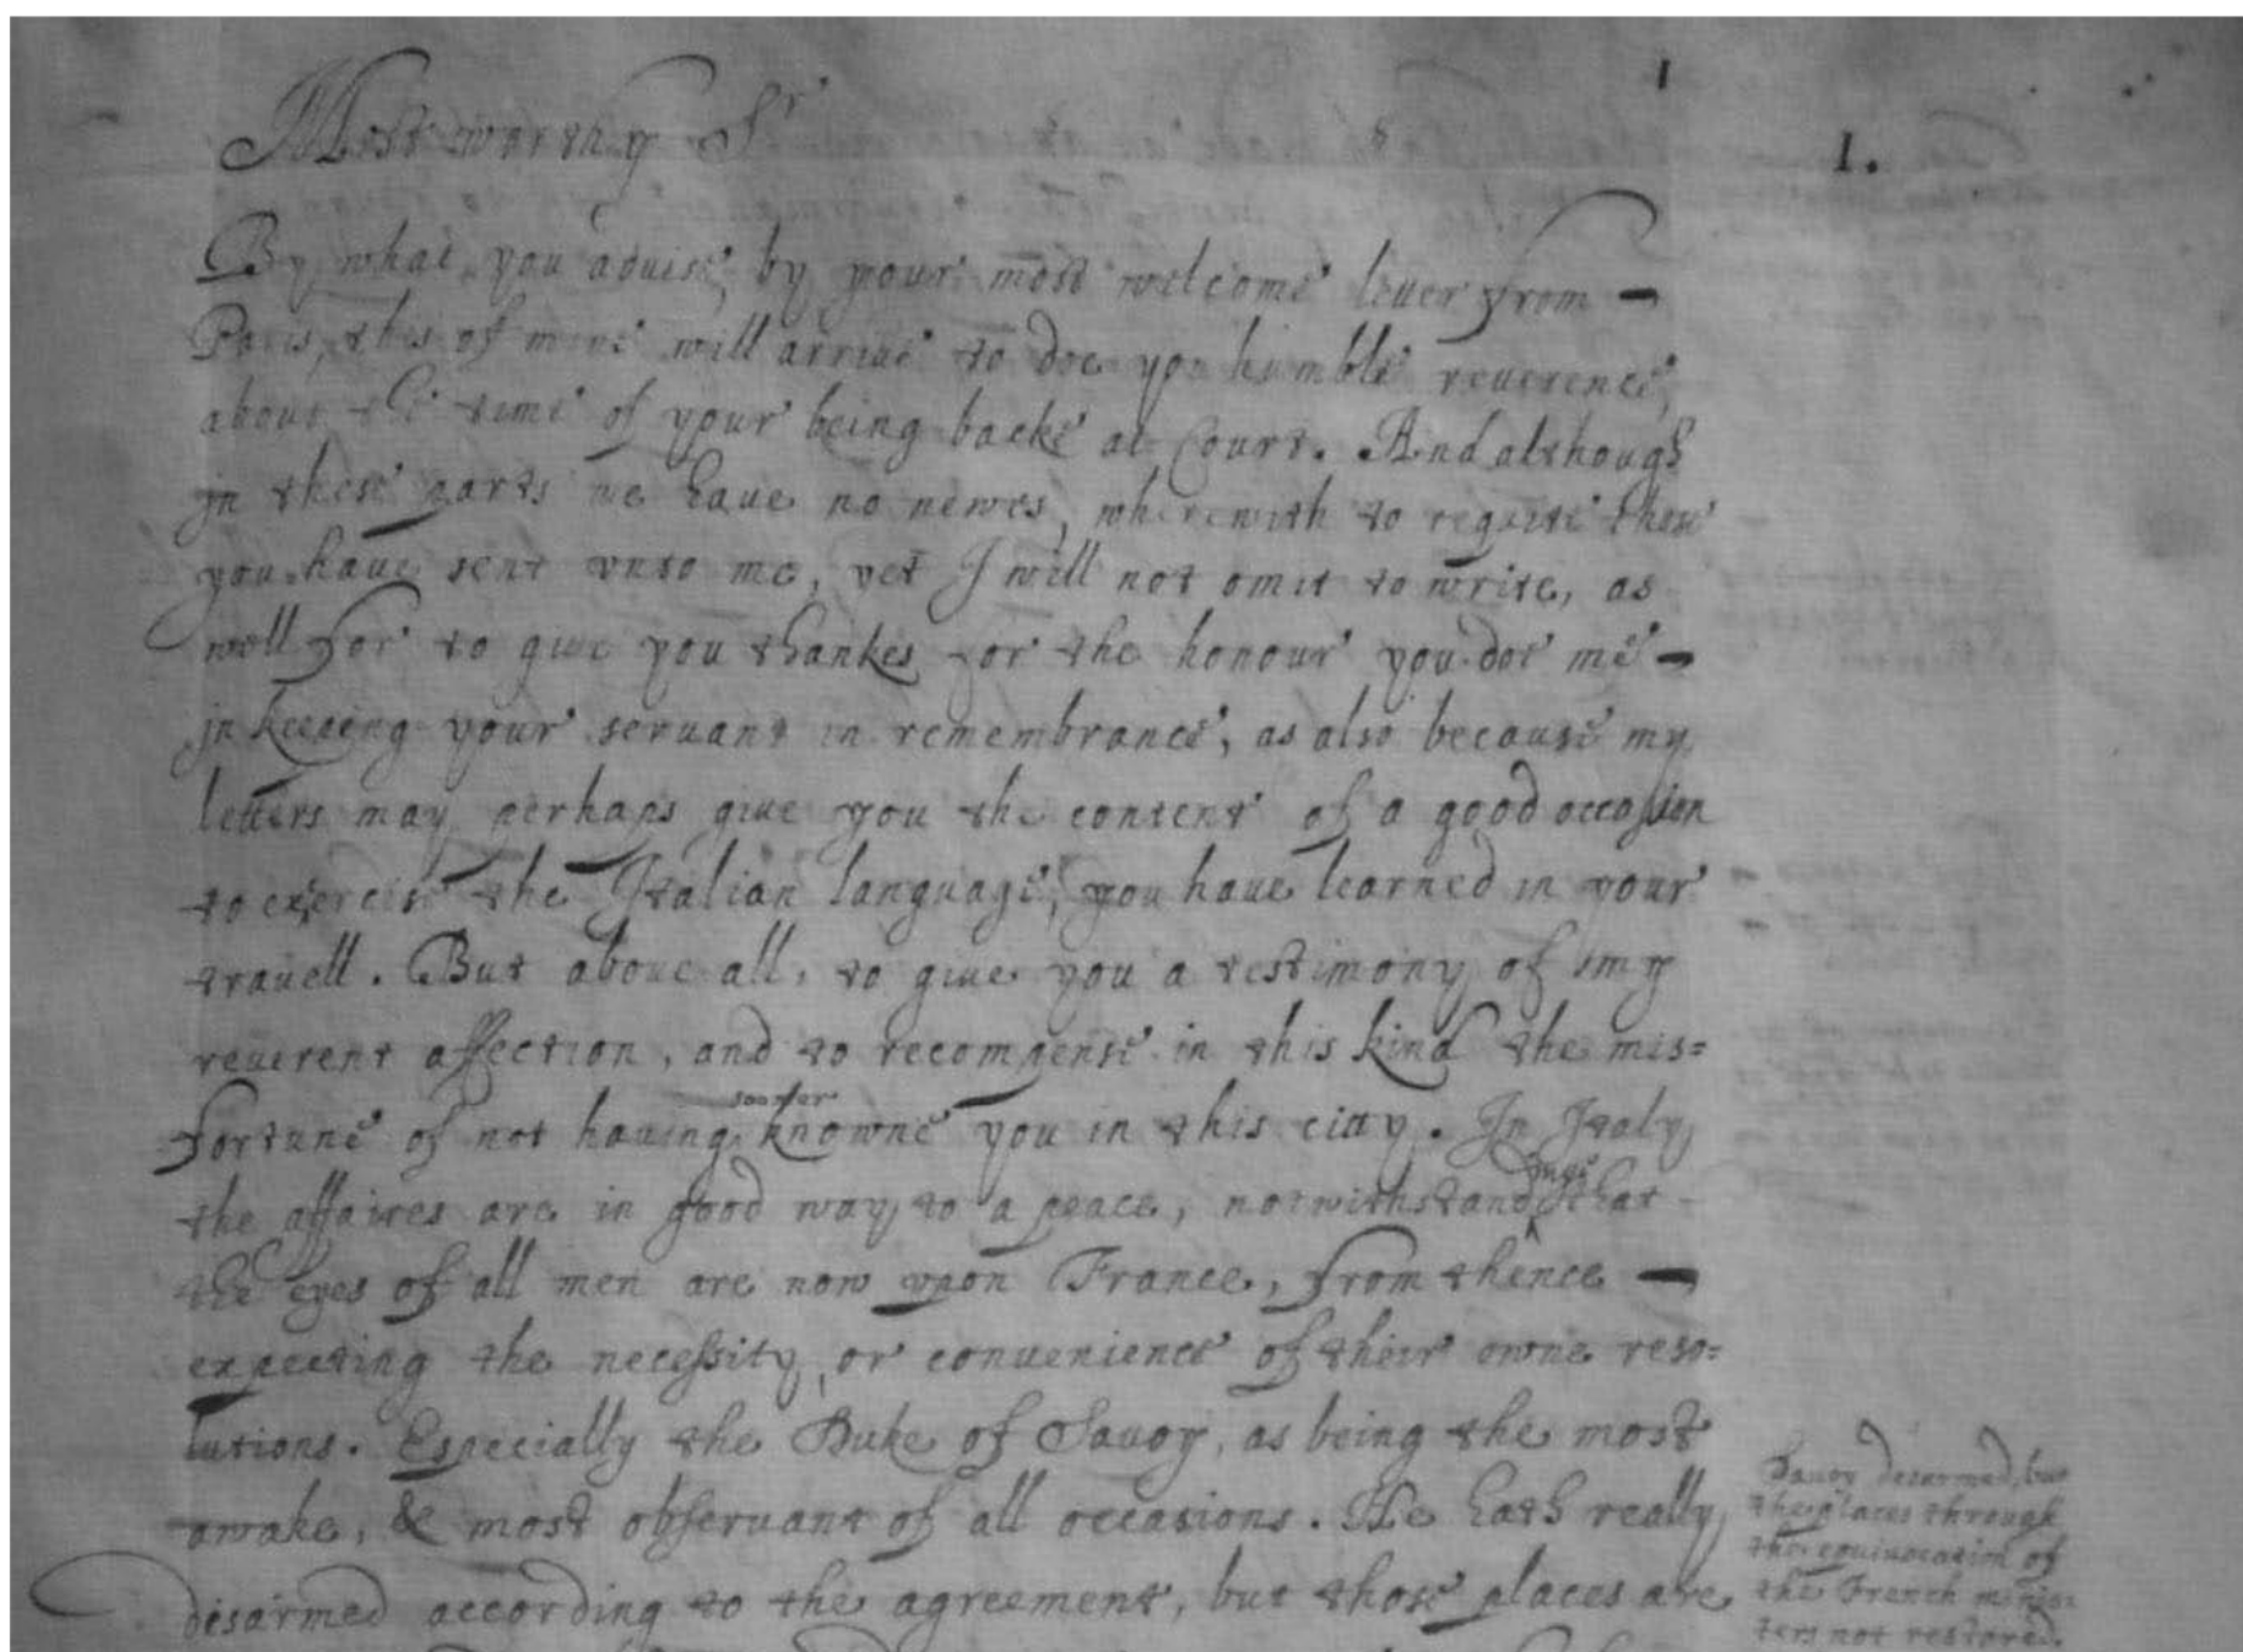 1
Most worthy Sr
1.
By what you aduise, by your most welcome letter from -
Paris, this of mine will arriue to doe you humble reuerence,
about the time of your being backe at Court. And although
in these parts we haue no newes, wherewith to requite those
you haue sent vnto me, yet I will not omit to write, as
well for to giue you thankes for the honour you doe me -
in keeping your seruant in remembrance, as also because my
letters may perhaps giue you the content of a good occasion
to exercise the Italian language, you haue learned in your
trauell. But aboue all, to giue you a testimony of my
reuerent affection, and to recompense in this kind the mis=
sooner
fortune of not hauing knowne you in this citty. In Italy
inge
the affaires are in good way to a peace, notwithstand that
the eyes of all men are now vpon France, from thence -
expecting the necessity, or conuenience of their owne reso=
lutions. Especially the Duke of Sauoy, as being the most
awake, & most obseruant of all occasions. He hath really
disarmed according to the agreement, but those places are
Sauoy disarmed, but
the places through
the equiuocation of
the French minis=
ters not restored